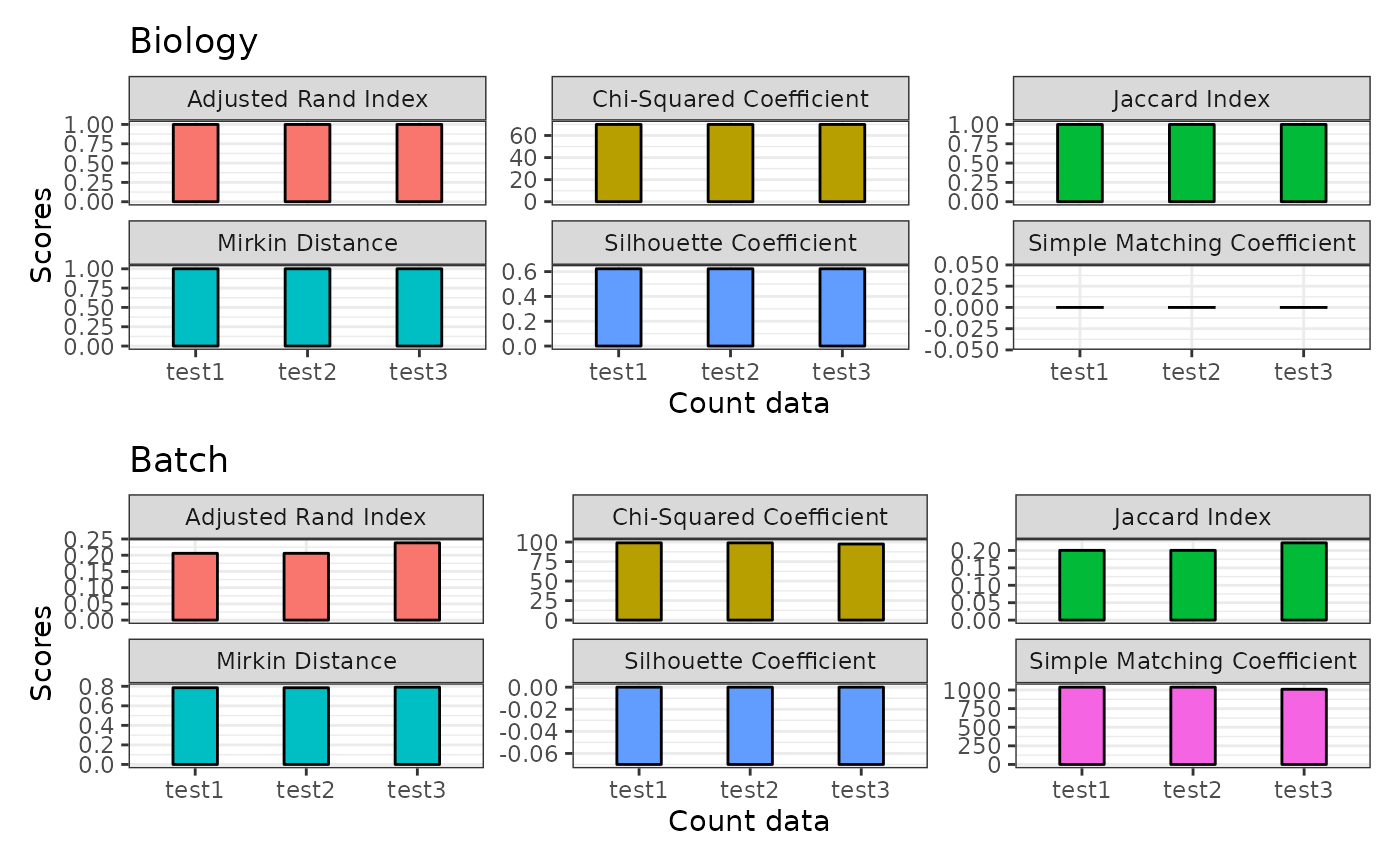 Biology
Adjusted Rand Index
Chi-Squared Coefficient
Jaccard Index
1.00
0.75
0.50
0.25
0.00
60
40
20
0
1.00
0.75
0.50
0.25
0.00
Scores
Mirkin Distance
Silhouette Coefficient
Simple Matching Coefficient
1.00
0.75
0.50
0.25
0.00
0.6
0.4
0.2
0.0
0.050
0.025
0.000
-0.025
-0.050
test1 test2 test3
test1 test2 test3
test1 test2 test3
Count data
Batch
Adjusted Rand Index
Chi-Squared Coefficient
Jaccard Index
0.25
0.20
0.15
0.10
0.05
0.00
100
75
50
25
0
0.20
0.15
0.10
0.05
0.00
Scores
Mirkin Distance
Silhouette Coefficient
Simple Matching Coefficient
0.8
0.6
0.4
0.2
0.0
0.00
-0.02
-0.04
-0.06
1000
750
500
250
0
test1 test2 test3
test1 test2 test3
test1 test2 test3
Count data